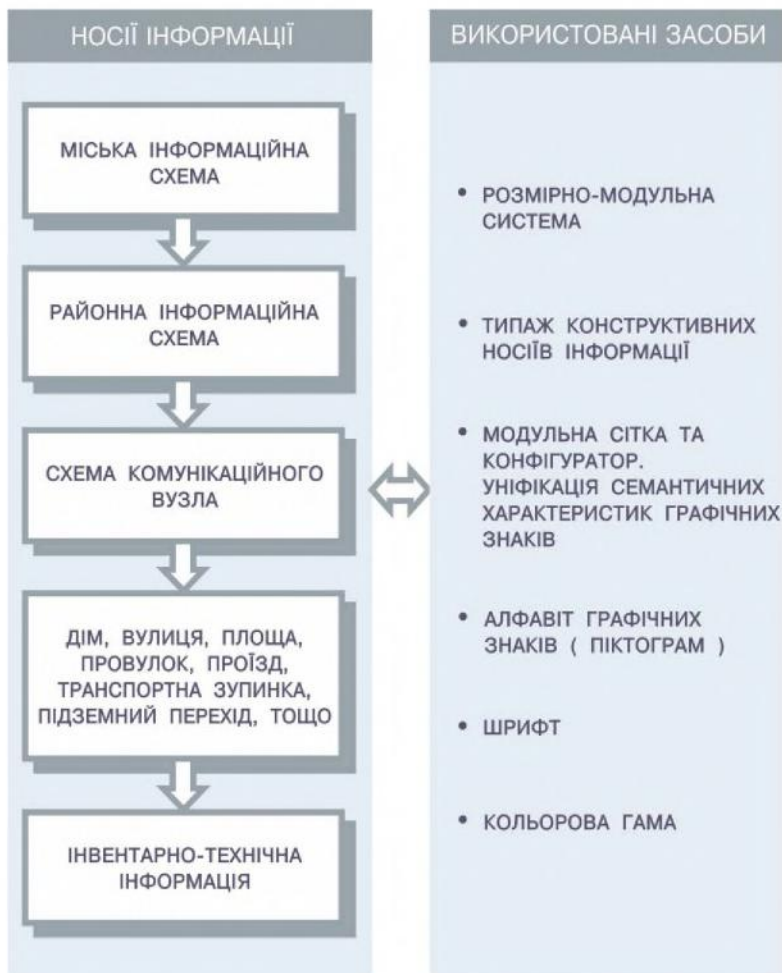 НОСІЇ ІНФОРМАЦІЇ
МІСЬКА ІНФОРМАЦІЙНА
СХЕМА
РАЙОННА ІНФОРМАЦІЙНА
СХЕМА
СХЕМА КОМУНІКАЦІЙНОГО
ВУЗЛА
ДІМ, ВУЛИЦЯ, ПЛОЩА,
ПРОВУЛОК, ПРОЇЗД,
ТРАНСПОРТНА ЗУПИНКА,
ПІДЗЕМНИЙ ПЕРЕХІД, ТОЩО
ІНВЕНТАРНО-ТЕХНІЧНА
ІНФОРМАЦІЯ
ВИКОРИСТОВАНІ ЗАСОБИ
• РОЗМІРНО-МОДУЛЬНА
СИСТЕМА
• ТИПАЖ КОНСТРУКТИВНИХ
НОСІЇВ ІНФОРМАЦІЇ
• МОДУЛЬНА СІТКА ТА
КОНФІГУРАТОР.
УНІФІКАЦІЯ СЕМАНТИЧНИХ
ХАРАКТЕРИСТИК ГРАФІЧНИХ
ЗНАКІВ
• АЛФАВІТ ГРАФІЧНИХ
ЗНАКІВ ( ПІКТОГРАМ )
• ШРИФТ
• КОЛЬОРОВА ГАМА